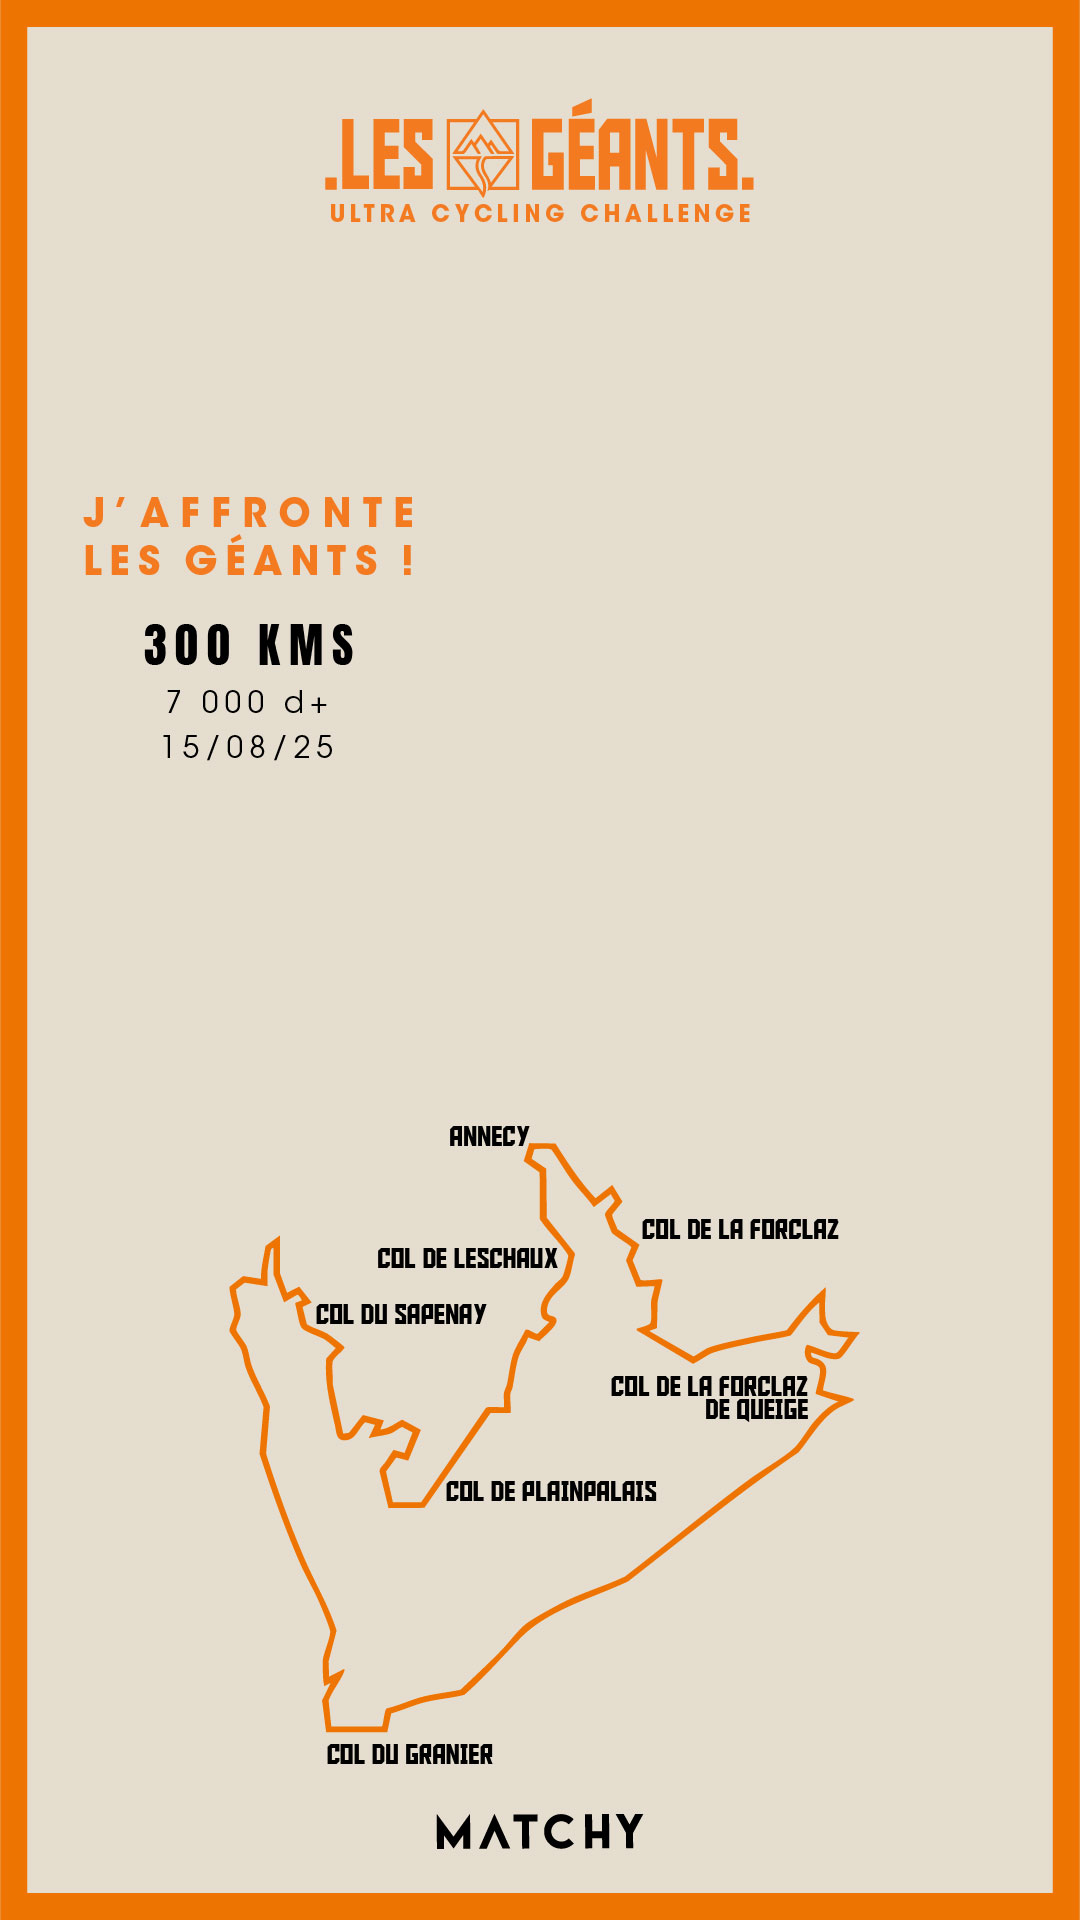 .LES GÉANTS.
ULTRA CYCLING CHALLENGE
J’AFFRONTE
LES GÉANTS !
300 KMS
7 000 d+
15/08/25
ANNECY
COL DE LA FORCLAZ
COL DE LESCHAUX
COL DU SAPENAY
COL DE LA FORCLAZ
DE QUEIGE
COL DE PLAINPALAIS
COL DU GRANIER
MATCHY